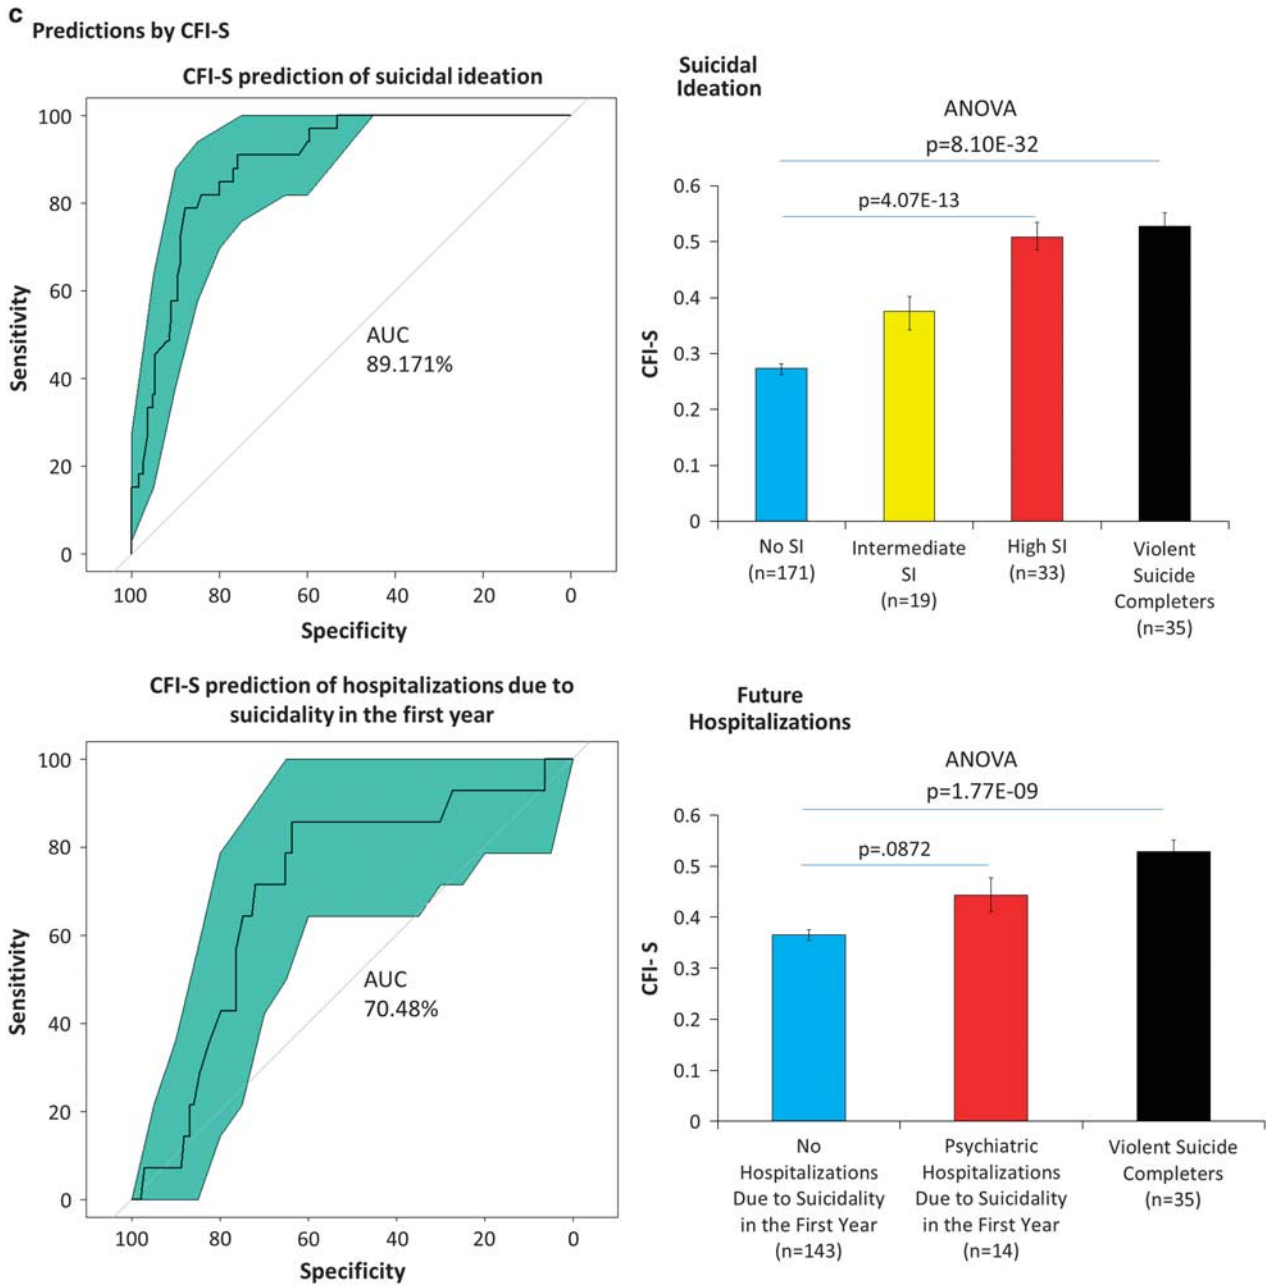 c
Predictions by CFI-S
CFI-S prediction of suicidal ideation
100
80
60
40
20
0
Sensitivity
AUC
89.171%
100
80
60
40
20
0
Specificity
Suicidal
Ideation
ANOVA
p=8.10E-32
p=4.07E-13
0.6
0.5
0.4
0.3
0.2
0.1
0
CFI-S
No SI
(n=171)
Intermediate
SI
(n=19)
High SI
(n=33)
Violent
Suicide
Completers
(n=35)
CFI-S prediction of hospitalizations due to
suicidality in the first year
100
80
60
40
20
0
Sensitivity
AUC
70.48%
100
80
60
40
20
0
Specificity
Future
Hospitalizations
ANOVA
p=1.77E-09
p=.0872
0.6
0.5
0.4
0.3
0.2
0.1
0
CFI- S
No
Hospitalizations
Due to Suicidality
in the First Year
(n=143)
Psychiatric
Hospitalizations
Due to Suicidality
in the First Year
(n=14)
Violent Suicide
Completers
(n=35)